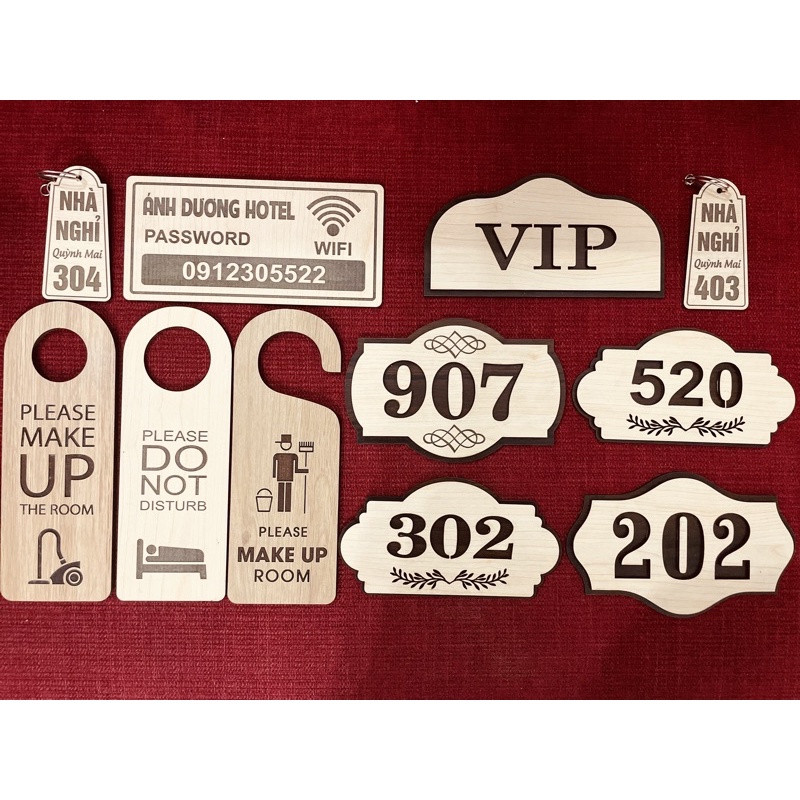 NHÀ
NGHỈ
Quỳnh Mai
304
ÁNH DƯƠNG HOTEL
PASSWORD
WIFI
0912305522
VIP
NHÀ
NGHỈ
Quỳnh Mai
403
PLEASE
MAKE
UP
THE ROOM
PLEASE
DO
NOT
DISTURB
PLEASE
MAKE UP
ROOM
907
520
302
202